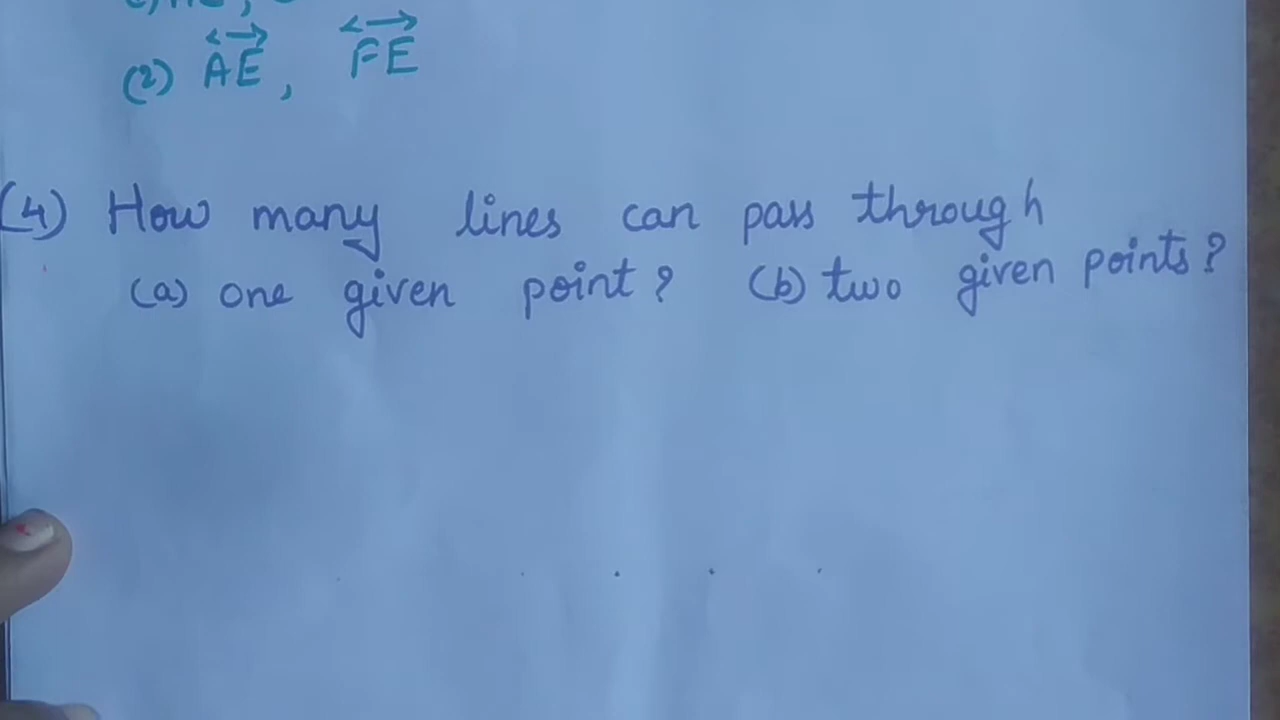 (2) AE, FE
(4) How many lines can pass through
(a) one given point? (b) two given points?